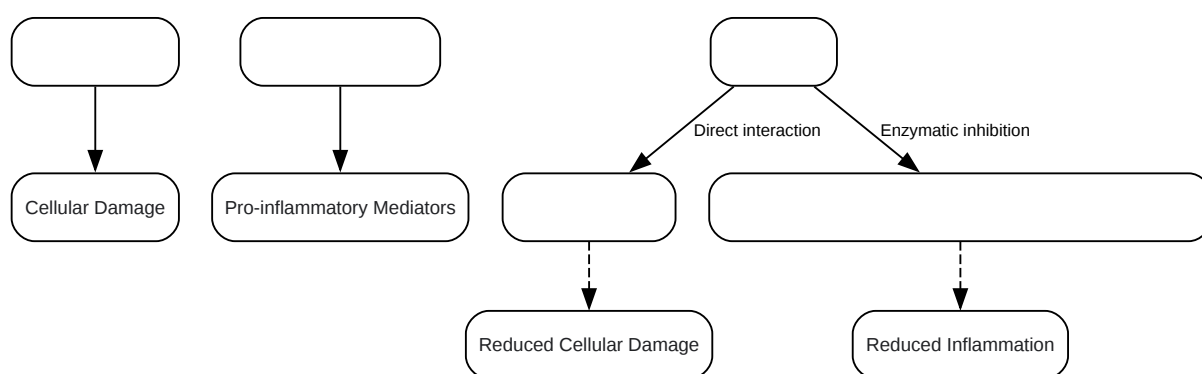 Direct interaction
Enzymatic inhibition
Cellular Damage
Pro-inflammatory Mediators
Reduced Cellular Damage
Reduced Inflammation